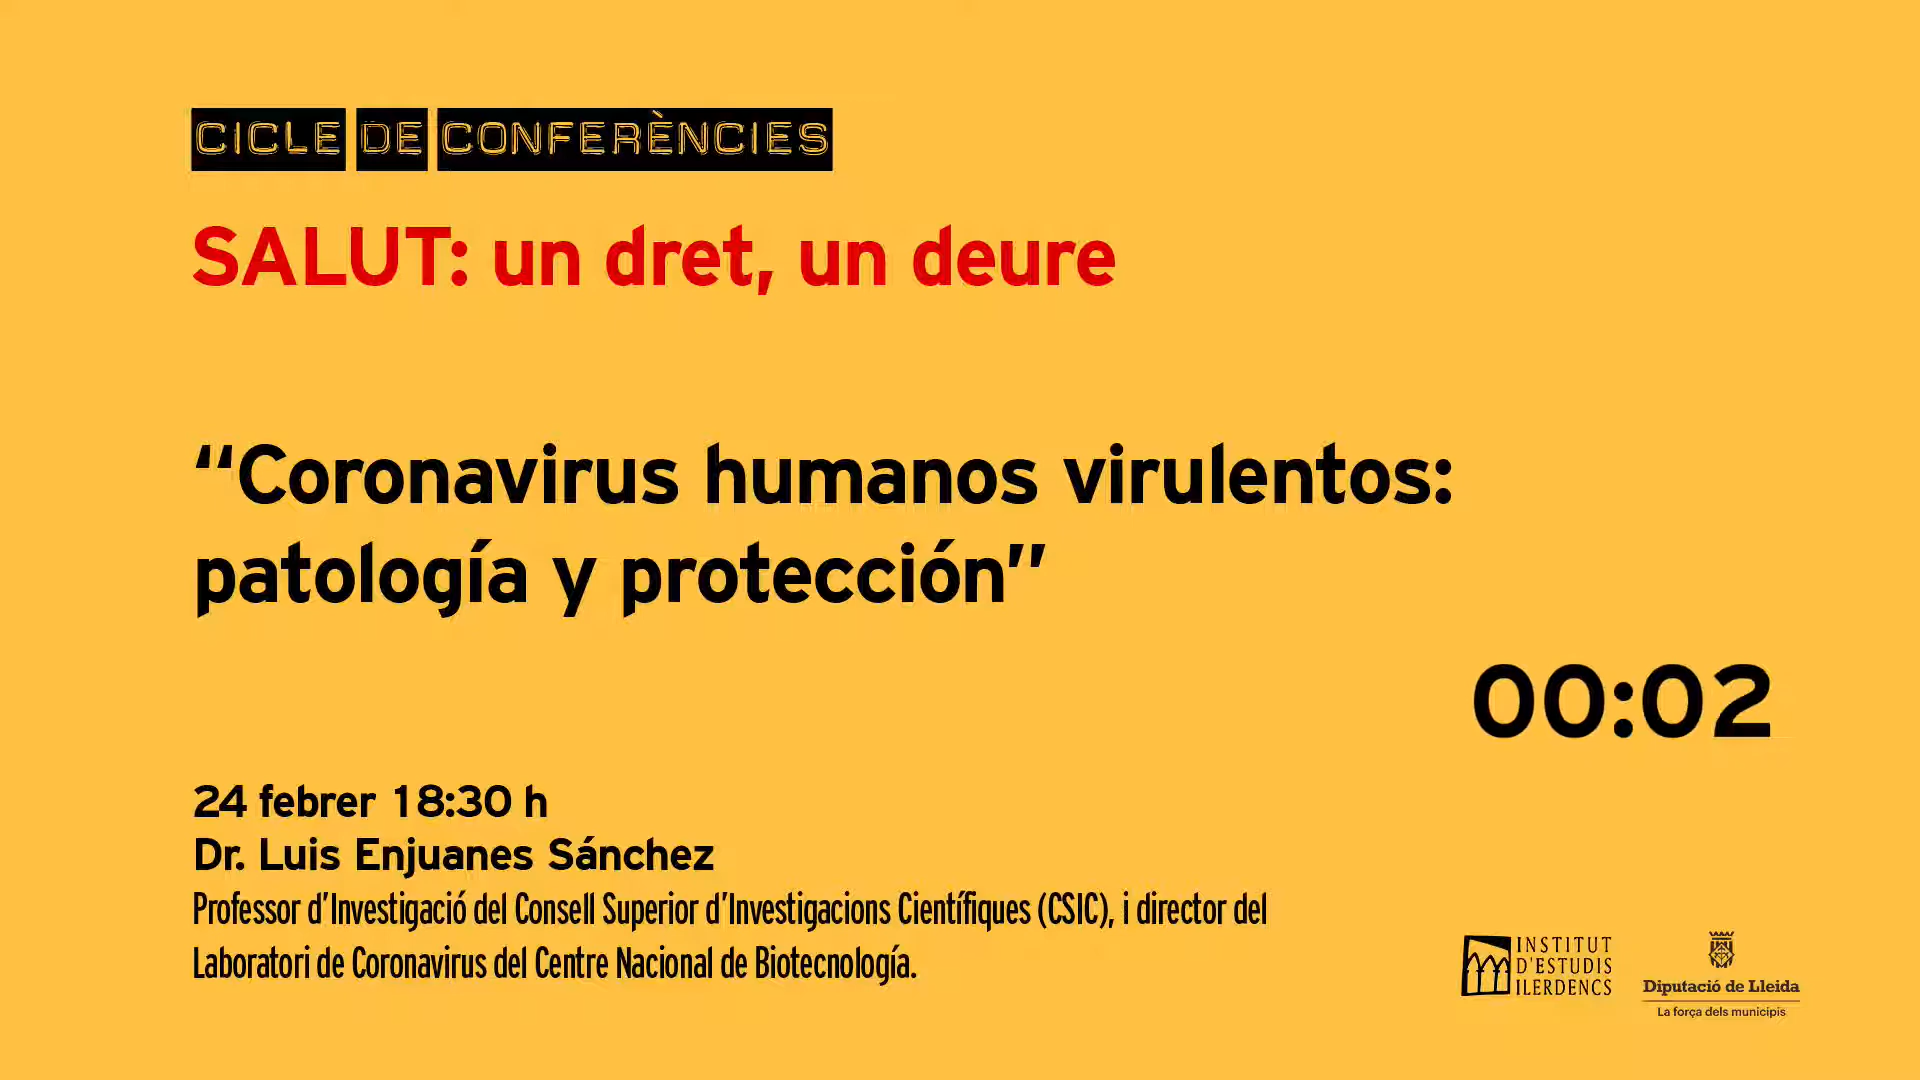 CICLE DE CONFERÈNCIES
SALUT: un dret, un deure
“Coronavirus humanos virulentos:
patología y protección”
00:02
24 febrer 18:30 h
Dr. Luis Enjuanes Sánchez
Professor d’Investigació del Consell Superior d’Investigacions Científiques (CSIC), i director del
Laboratori de Coronavirus del Centre Nacional de Biotecnología.
INSTITUT
D'ESTUDIS
ILERDENCS
Diputació de Lleida
La força dels municipis